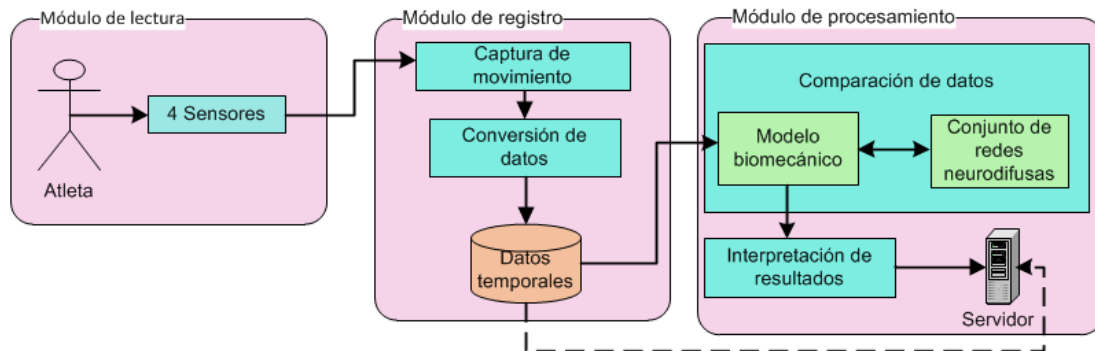 Módulo de lectura
Atleta
4 Sensores
Módulo de registro
Captura de
movimiento
Conversión de
datos
Datos
temporales
Módulo de procesamiento
Comparación de datos
Modelo
biomecánico
Conjunto de
redes
neurodifusas
Interpretación de
resultados
Servidor